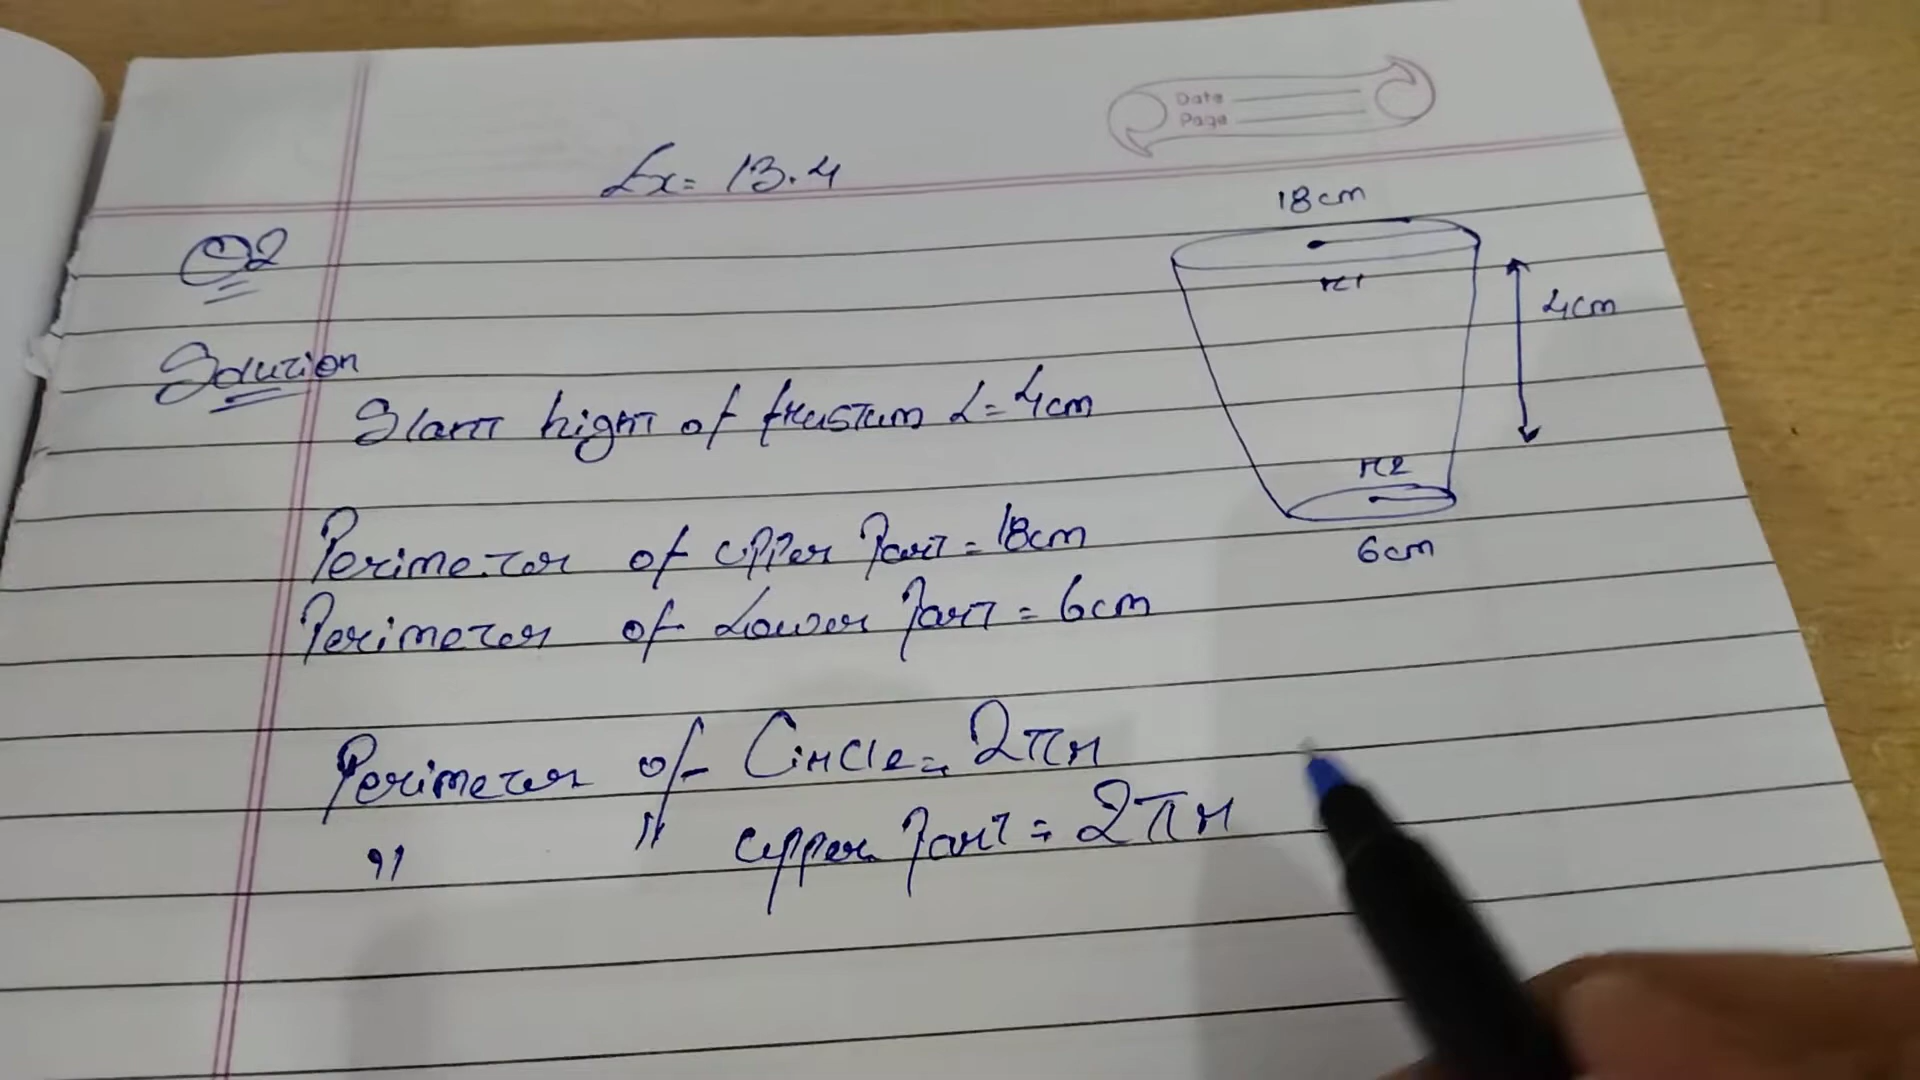 Date
Page
Ex= 13.4
Q2
18cm
r1
4cm
Solution
Slant hight of frustum L=4cm
r2
6cm
Perimeter of upper Part=18cm
Perimeter of Lower Part=6cm
Perimeter of Circle=2πr
" " upper Part=2πr